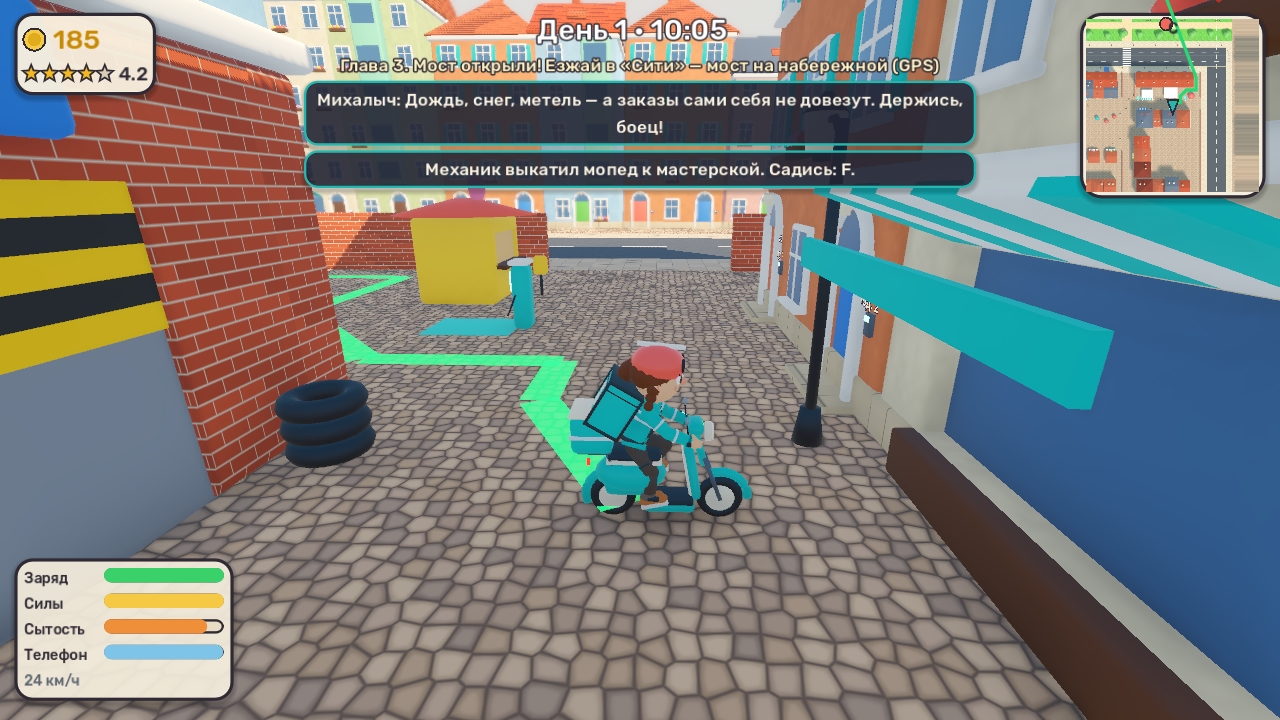 185
4.2
День 1 • 10:05
Глава 3. Мост открыли! Езжай в «Сити» — мост на набережной (GPS)
Михалыч: Дождь, снег, метель — а заказы сами себя не довезут. Держись,
боец!
Механик выкатил мопед к мастерской. Садись: F.
Заряд
Силы
Сытость
Телефон
24 км/ч